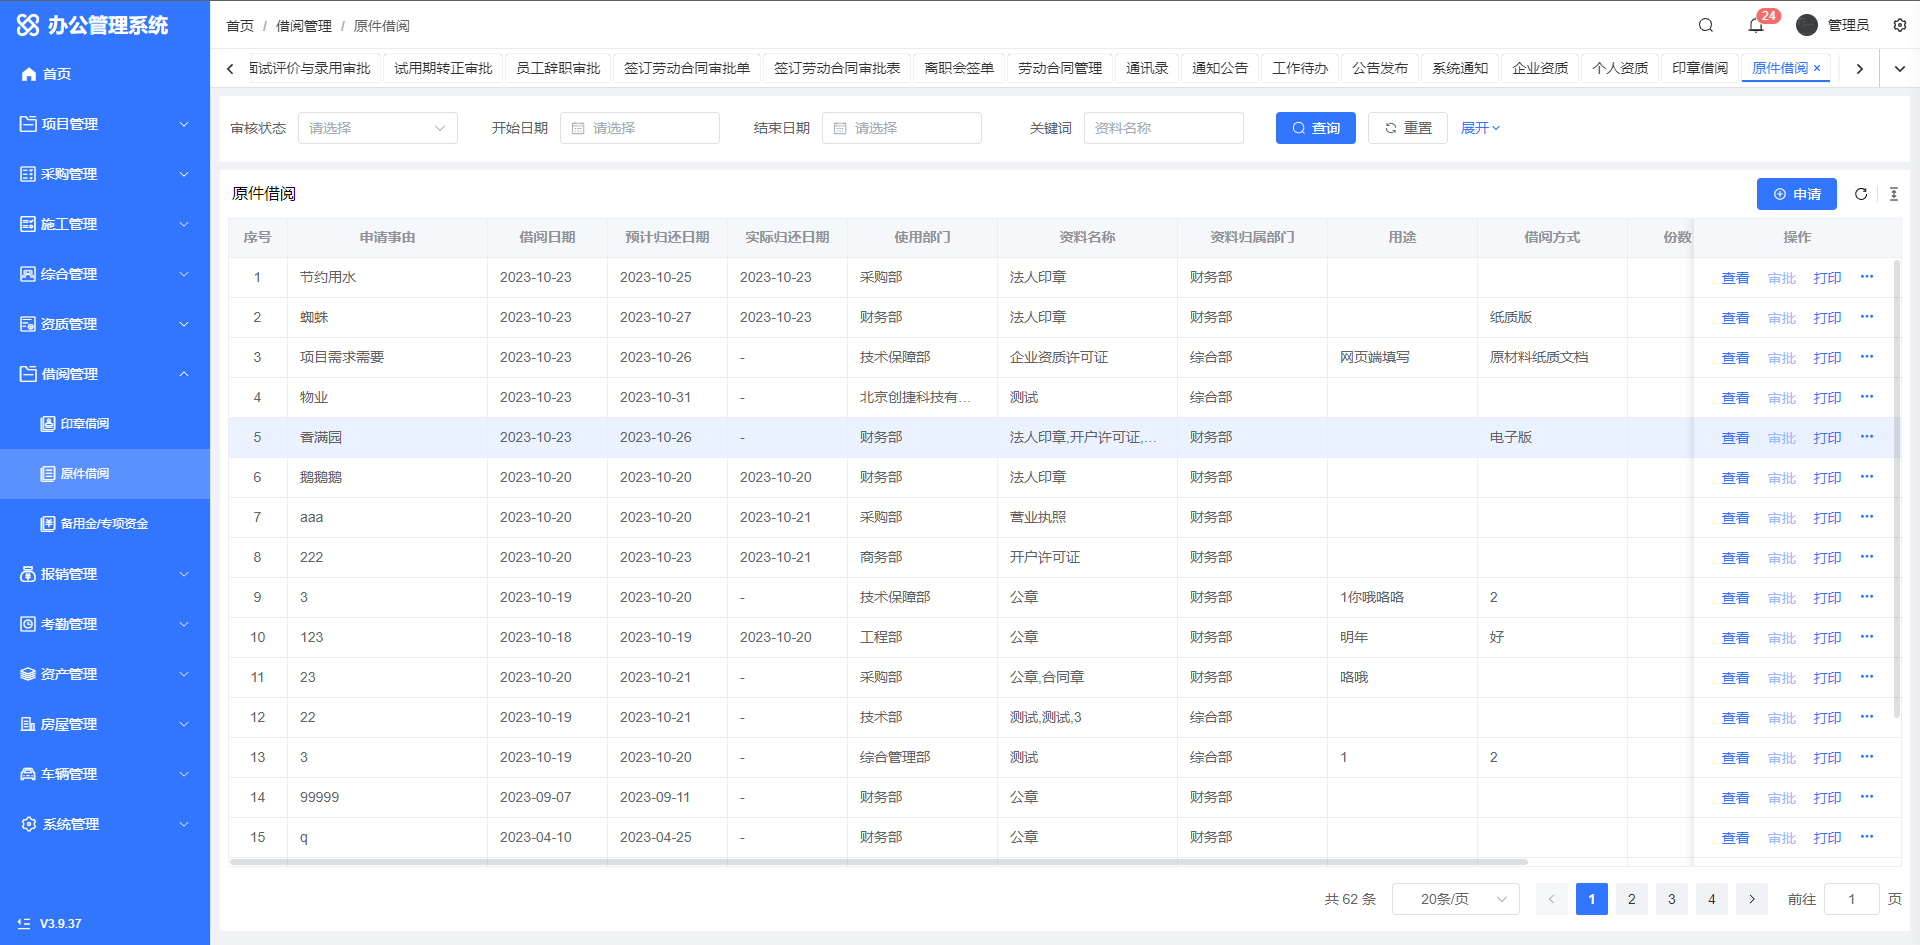 办公管理系统
首页
项目管理
采购管理
施工管理
综合管理
资质管理
借阅管理
印章借阅
原件借阅
备用金/专项资金
报销管理
考勤管理
资产管理
房屋管理
车辆管理
系统管理
V3.9.37
首页 / 借阅管理 / 原件借阅
24
管理员
面试评价与录用审批 试用期转正审批 员工辞职审批 签订劳动合同审批单 签订劳动合同审批表 离职会签单 劳动合同管理 通讯录 通知公告 工作待办 公告发布 系统通知 企业资质 个人资质 印章借阅 原件借阅 ×
审核状态 请选择 开始日期 请选择 结束日期 请选择 关键词 资料名称 查询 重置 展开
原件借阅 申请
序号 申请事由 借阅日期 预计归还日期 实际归还日期 使用部门 资料名称 资料归属部门 用途 借阅方式 份数 操作
1 节约用水 2023-10-23 2023-10-25 2023-10-23 采购部 法人印章 财务部 查看 审批 打印 ···
2 蜘蛛 2023-10-23 2023-10-27 2023-10-23 财务部 法人印章 财务部 纸质版 查看 审批 打印 ···
3 项目需求需要 2023-10-23 2023-10-26 - 技术保障部 企业资质许可证 综合部 网页端填写 原材料纸质文档 查看 审批 打印 ···
4 物业 2023-10-23 2023-10-31 - 北京创捷科技有... 测试 综合部 查看 审批 打印 ···
5 香满园 2023-10-23 2023-10-26 - 财务部 法人印章,开户许可证,... 财务部 电子版 查看 审批 打印 ···
6 鹅鹅鹅 2023-10-20 2023-10-20 2023-10-20 财务部 法人印章 财务部 查看 审批 打印 ···
7 aaa 2023-10-20 2023-10-20 2023-10-21 采购部 营业执照 财务部 查看 审批 打印 ···
8 222 2023-10-20 2023-10-23 2023-10-21 商务部 开户许可证 财务部 查看 审批 打印 ···
9 3 2023-10-19 2023-10-20 - 技术保障部 公章 财务部 1你哦咯咯 2 查看 审批 打印 ···
10 123 2023-10-18 2023-10-19 2023-10-20 工程部 公章 财务部 明年 好 查看 审批 打印 ···
11 23 2023-10-20 2023-10-21 - 采购部 公章,合同章 财务部 咯哦 查看 审批 打印 ···
12 22 2023-10-19 2023-10-21 - 技术部 测试,测试,3 综合部 查看 审批 打印 ···
13 3 2023-10-19 2023-10-20 - 综合管理部 测试 综合部 1 2 查看 审批 打印 ···
14 99999 2023-09-07 2023-09-11 - 财务部 公章 财务部 查看 审批 打印 ···
15 q 2023-04-10 2023-04-25 - 财务部 公章 财务部 查看 审批 打印 ···
共 62 条 20条/页 1 2 3 4 前往 1 页